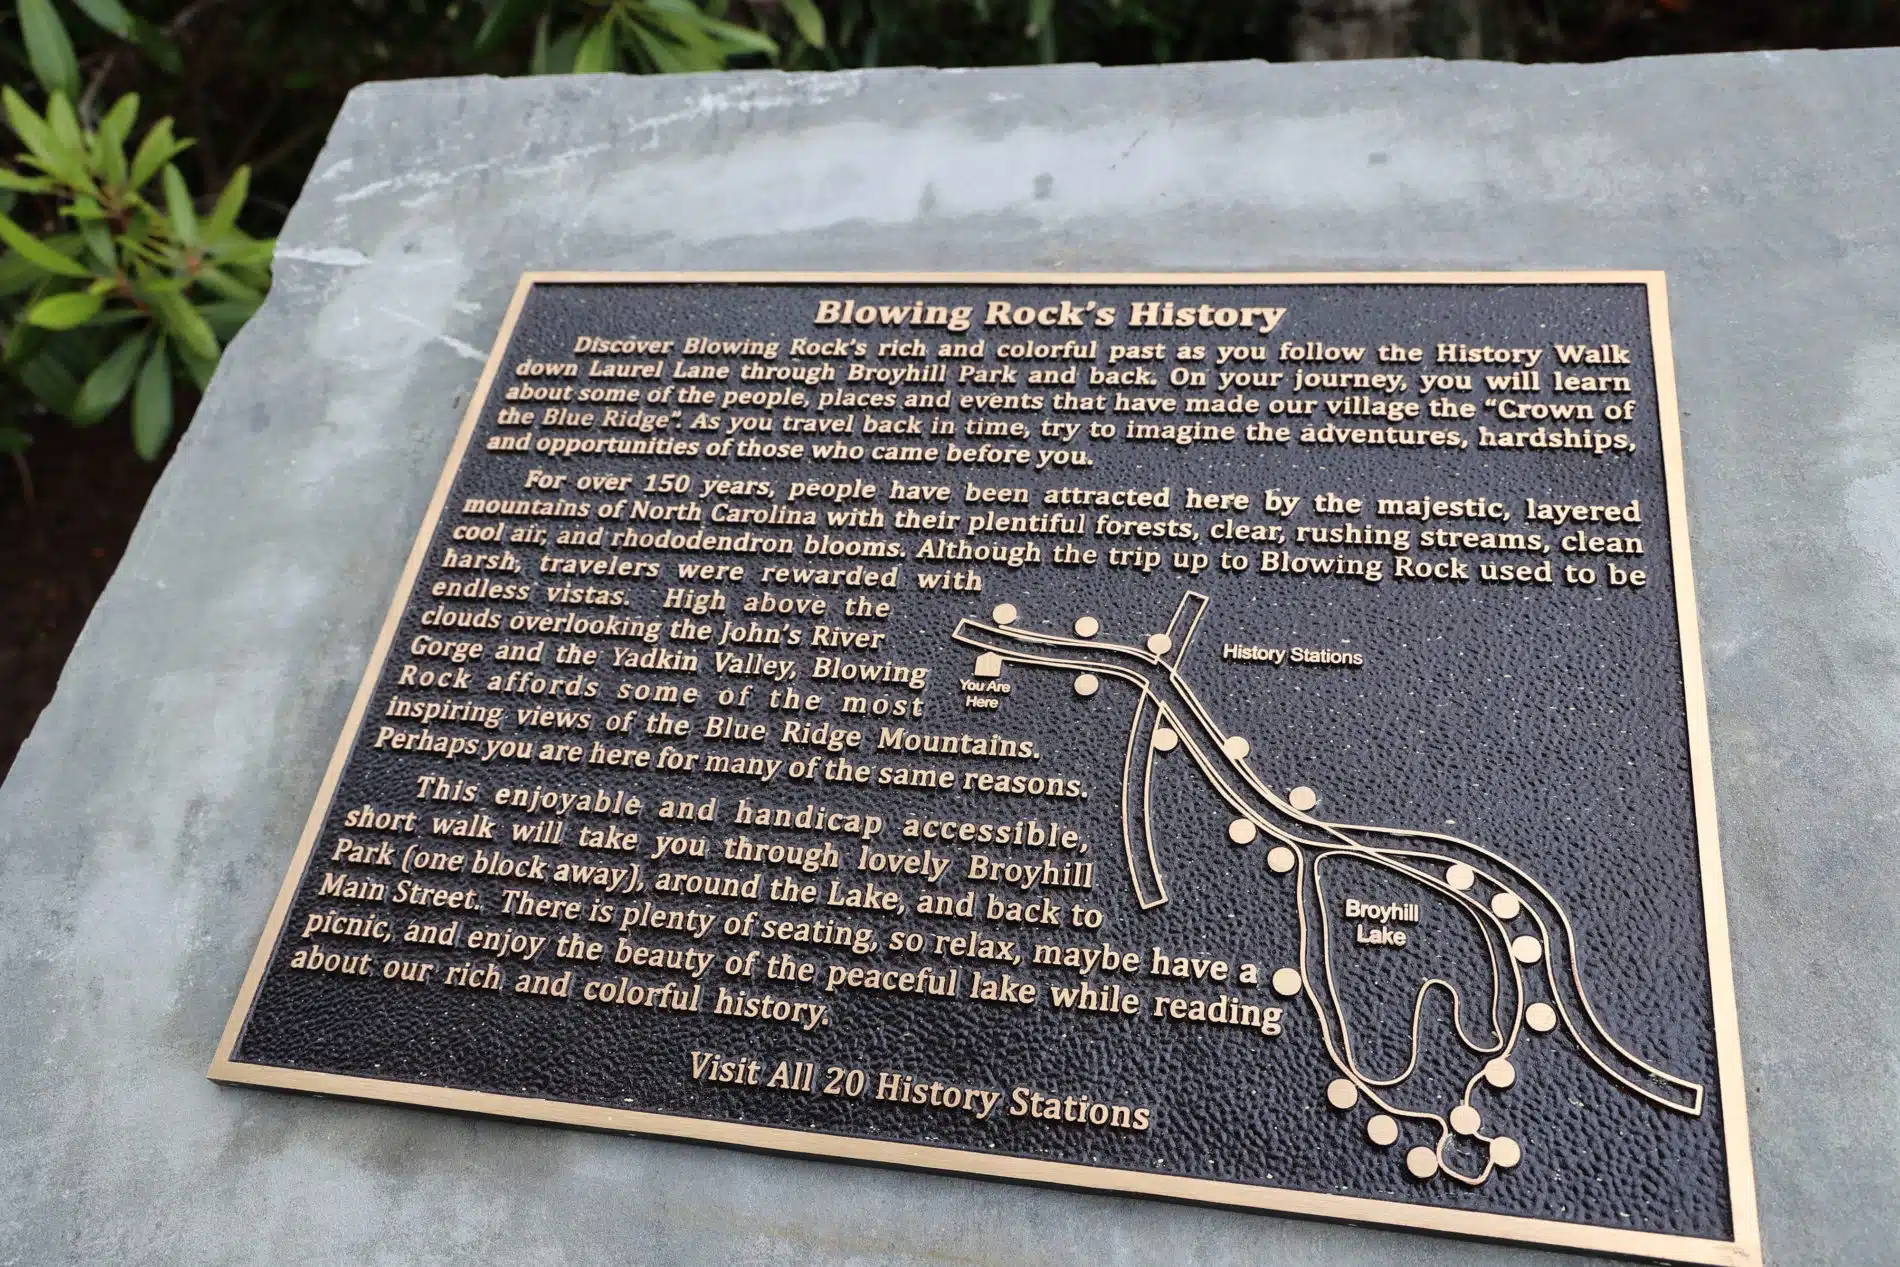 Blowing Rock's History
Discover Blowing Rock's rich and colorful past as you follow the History Walk
down Laurel Lane through Broyhill Park and back. On your journey, you will learn
about some of the people, places and events that have made our village the "Crown of
the Blue Ridge". As you travel back in time, try to imagine the adventures, hardships,
and opportunities of those who came before you.
For over 150 years, people have been attracted here by the majestic, layered
mountains of North Carolina with their plentiful forests, clear, rushing streams, clean
cool air, and rhododendron blooms. Although the trip up to Blowing Rock used to be
harsh, travelers were rewarded with
endless vistas. High above the
clouds overlooking the John's River
Gorge and the Yadkin Valley, Blowing
Rock affords some of the most
inspiring views of the Blue Ridge Mountains.
Perhaps you are here for many of the same reasons.
This enjoyable and handicap accessible,
short walk will take you through lovely Broyhill
Park (one block away), around the Lake, and back to
Main Street. There is plenty of seating, so relax, maybe have a
picnic, and enjoy the beauty of the peaceful lake while reading
about our rich and colorful history.
Visit All 20 History Stations
History Stations
You Are
Here
Broyhill
Lake